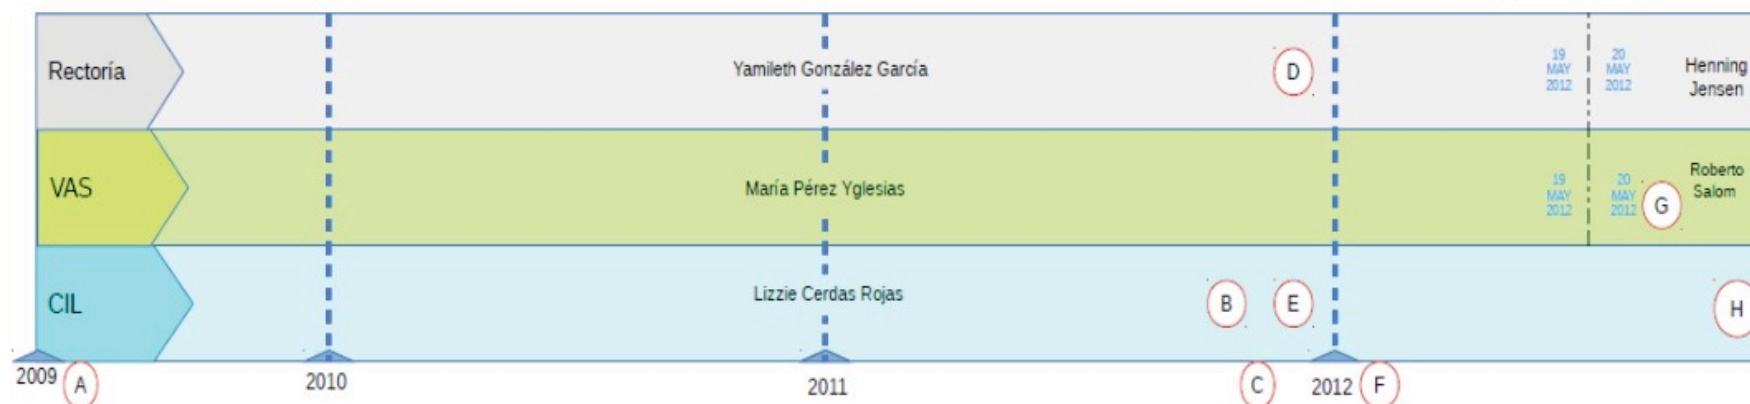 Rectoría
Yamileth González García
D
19
MAY
2012
20
MAY
2012
Henning
Jensen
VAS
María Pérez Yglesias
19
MAY
2012
20
MAY
2012
G
Roberto
Salom
CIL
Lizzie Cerdas Rojas
B
E
H
2009
A
2010
2011
C
2012
F